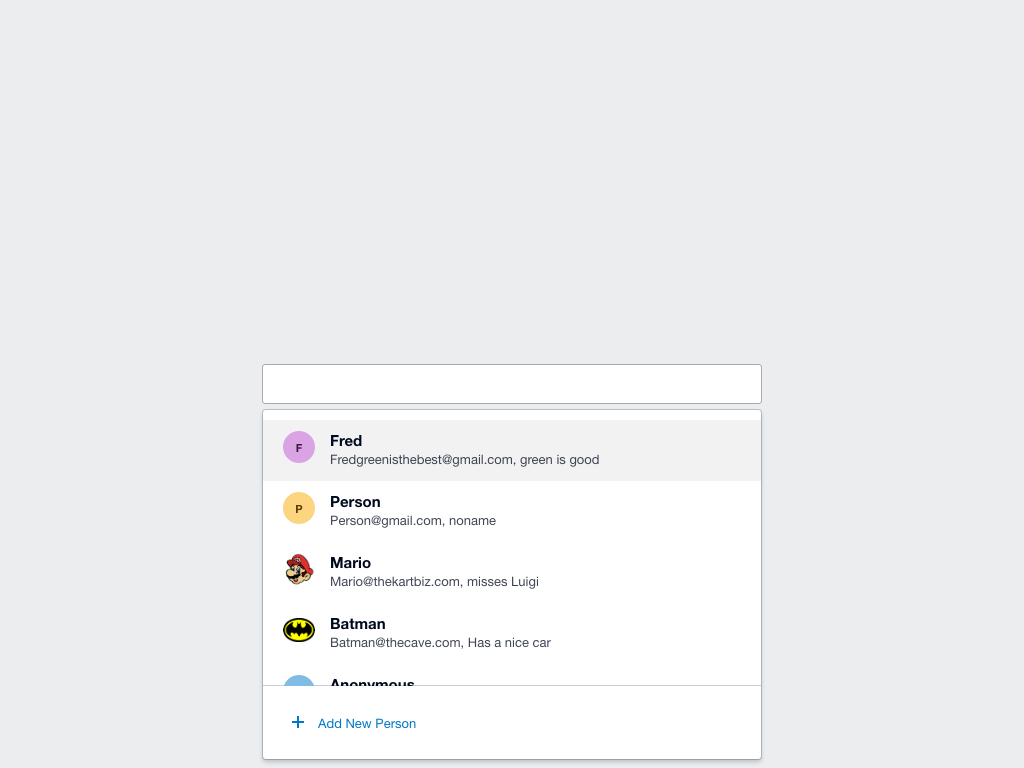 F
Fred
Fredgreenisthebest@gmail.com, green is good
P
Person
Person@gmail.com, noname
Mario
Mario@thekartbiz.com, misses Luigi
Batman
Batman@thecave.com, Has a nice car
Anonymous
Add New Person